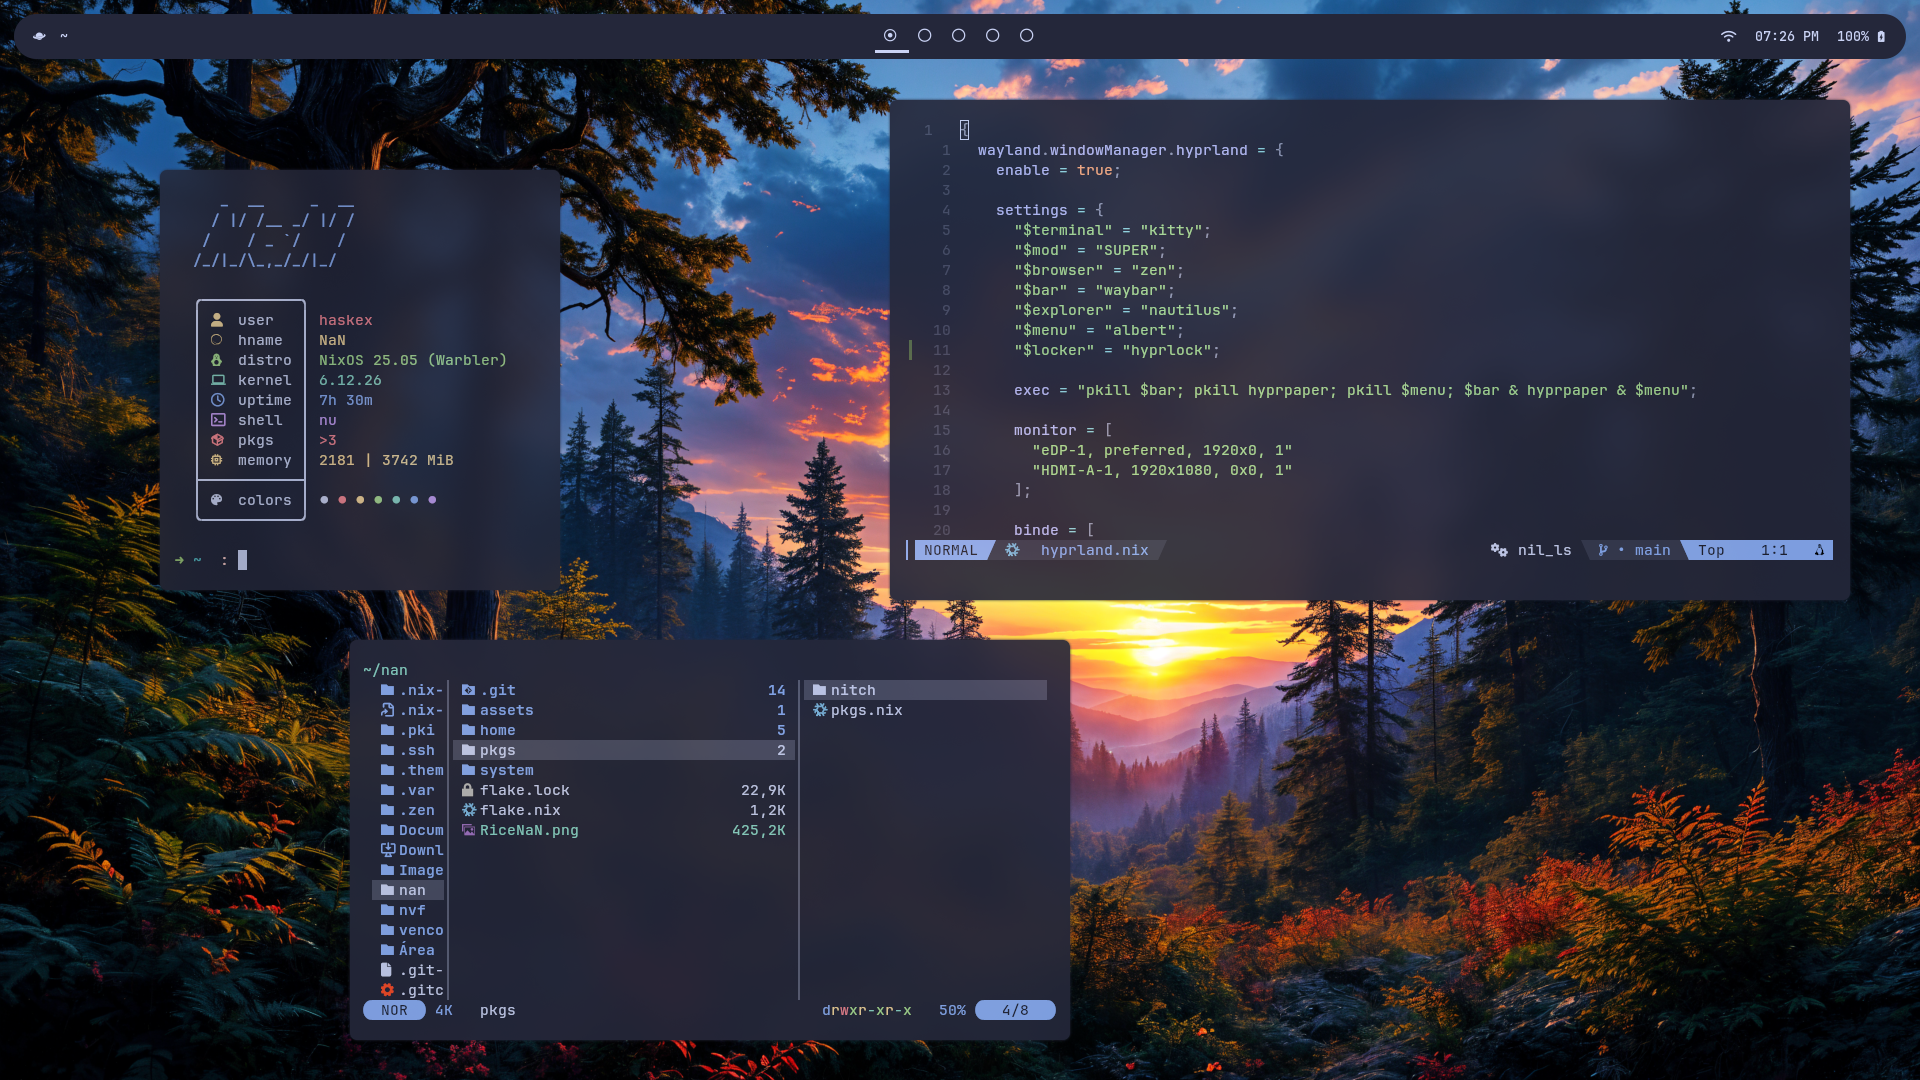 ~
07:26 PM 100%
_  __     _  __
/ |/ /__ _/ |/ /
/    / _ `/    /
/_/|_/\_,_/_/|_/
user haskex
hname NaN
distro NixOS 25.05 (Warbler)
kernel 6.12.26
uptime 7h 30m
shell nu
pkgs >3
memory 2181 | 3742 MiB
colors
➜ ~ :
1 {
1 wayland.windowManager.hyprland = {
2 enable = true;
3
4 settings = {
5 "$terminal" = "kitty";
6 "$mod" = "SUPER";
7 "$browser" = "zen";
8 "$bar" = "waybar";
9 "$explorer" = "nautilus";
10 "$menu" = "albert";
11 "$locker" = "hyprlock";
12
13 exec = "pkill $bar; pkill hyprpaper; pkill $menu; $bar & hyprpaper & $menu";
14
15 monitor = [
16 "eDP-1, preferred, 1920x0, 1"
17 "HDMI-A-1, 1920x1080, 0x0, 1"
18 ];
19
20 binde = [
NORMAL hyprland.nix nil_ls • main Top 1:1
~/nan
.nix- .git 14 nitch
.nix- assets 1 pkgs.nix
.pki home 5
.ssh pkgs 2
.them system
.var flake.lock 22,9K
.zen flake.nix 1,2K
Docum RiceNaN.png 425,2K
Downl
Image
nan
nvf
venco
Área
.git-
.gitc
NOR 4K pkgs drwxr-xr-x 50% 4/8